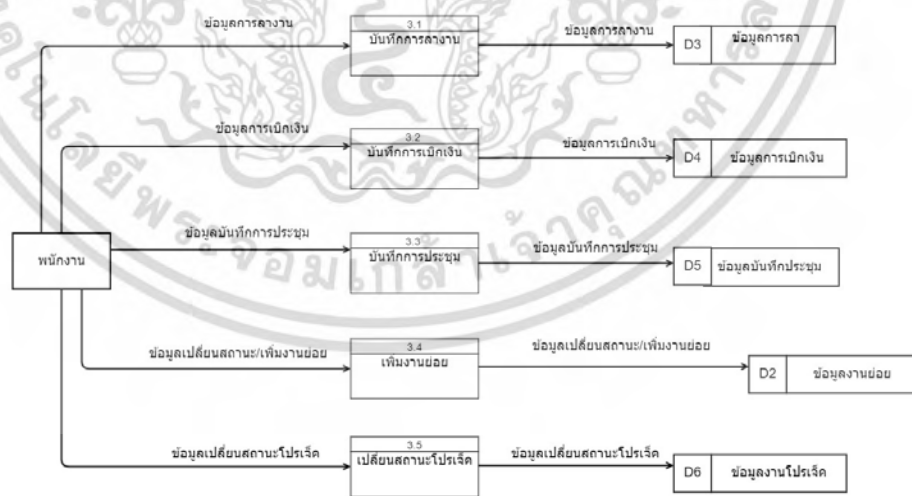 ข้อมูลการลางาน
3.1
บันทึกการลางาน
ข้อมูลการลางาน
D3 ข้อมูลการลา
ข้อมูลการเบิกเงิน
3.2
บันทึกการเบิกเงิน
ข้อมูลการเบิกเงิน
D4 ข้อมูลการเบิกเงิน
พนักงาน
ข้อมูลบันทึกการประชุม
3.3
บันทึกการประชุม
ข้อมูลบันทึกการประชุม
D5 ข้อมูลบันทึกประชุม
ข้อมูลเปลี่ยนสถานะ/เพิ่มงานย่อย
3.4
เพิ่มงานย่อย
ข้อมูลเปลี่ยนสถานะ/เพิ่มงานย่อย
D2 ข้อมูลงานย่อย
ข้อมูลเปลี่ยนสถานะโปรเจ็ค
3.5
เปลี่ยนสถานะโปรเจ็ค
ข้อมูลเปลี่ยนสถานะโปรเจ็ค
D6 ข้อมูลงานโปรเจ็ค